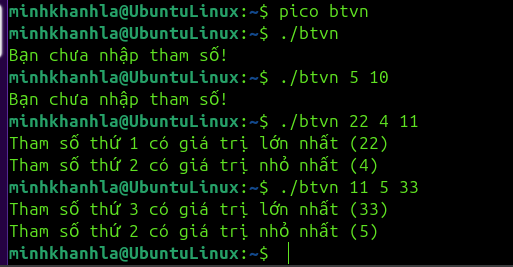 minhkhanhla@UbuntuLinux:~$ pico btvn
minhkhanhla@UbuntuLinux:~$ ./btvn
Bạn chưa nhập tham số!
minhkhanhla@UbuntuLinux:~$ ./btvn 5 10
Bạn chưa nhập tham số!
minhkhanhla@UbuntuLinux:~$ ./btvn 22 4 11
Tham số thứ 1 có giá trị lớn nhất (22)
Tham số thứ 2 có giá trị nhỏ nhất (4)
minhkhanhla@UbuntuLinux:~$ ./btvn 11 5 33
Tham số thứ 3 có giá trị lớn nhất (33)
Tham số thứ 2 có giá trị nhỏ nhất (5)
minhkhanhla@UbuntuLinux:~$